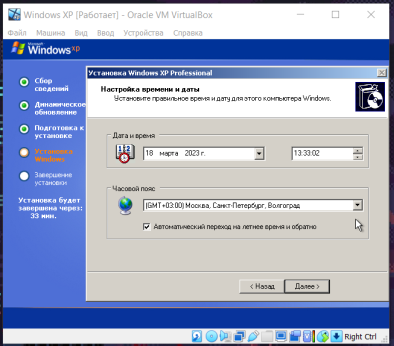 Windows XP [Работает] - Oracle VM VirtualBox
Файл Машина Вид Ввод Устройства Справка
Microsoft
Windows xp
Сбор
сведений
Динамическое
обновление
Подготовка к
установке
Установка
Windows
Завершение
установки
Установка будет
завершена через:
33 мин.
Установка Windows XP Professional
Настройка времени и даты
Установите правильное время и дату для этого компьютера Windows.
Дата и время
18 марта 2023 г.
13:33:02
Часовой пояс
(GMT+03:00) Москва, Санкт-Петербург, Волгоград
Автоматический переход на летнее время и обратно
< Назад
Далее >
Right Ctrl